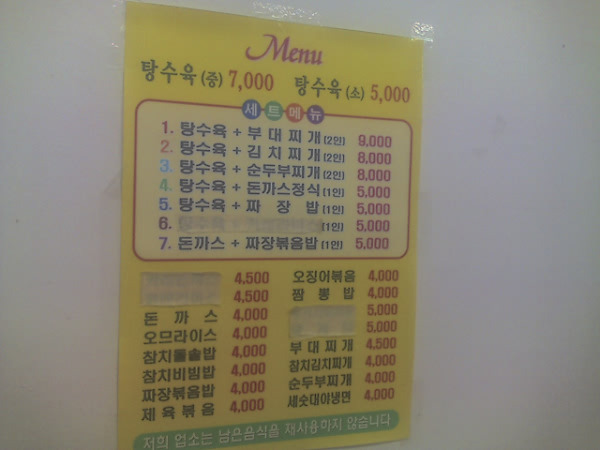 Menu
탕수육(중) 7,000 탕수육(소) 5,000
세트메뉴
1. 탕수육 + 부대찌개(2인) 9,000
2. 탕수육 + 김치찌개(2인) 8,000
3. 탕수육 + 순두부찌개(2인) 8,000
4. 탕수육 + 돈까스정식(1인) 5,000
5. 탕수육 + 짜장밥(1인) 5,000
6. (1인) 5,000
7. 돈까스 + 짜장볶음밥(1인) 5,000
4,500
4,500
돈까스 4,000
오므라이스 4,000
참치돌솥밥 4,000
참치비빔밥 4,000
짜장볶음밥 4,000
제육볶음 4,000
오징어볶음 4,000
짬뽕밥 4,000
5,000
5,000
부대찌개 4,500
참치김치찌개 4,000
순두부찌개 4,000
세숫대야냉면 4,000
저희 업소는 남은음식을 재사용하지 않습니다